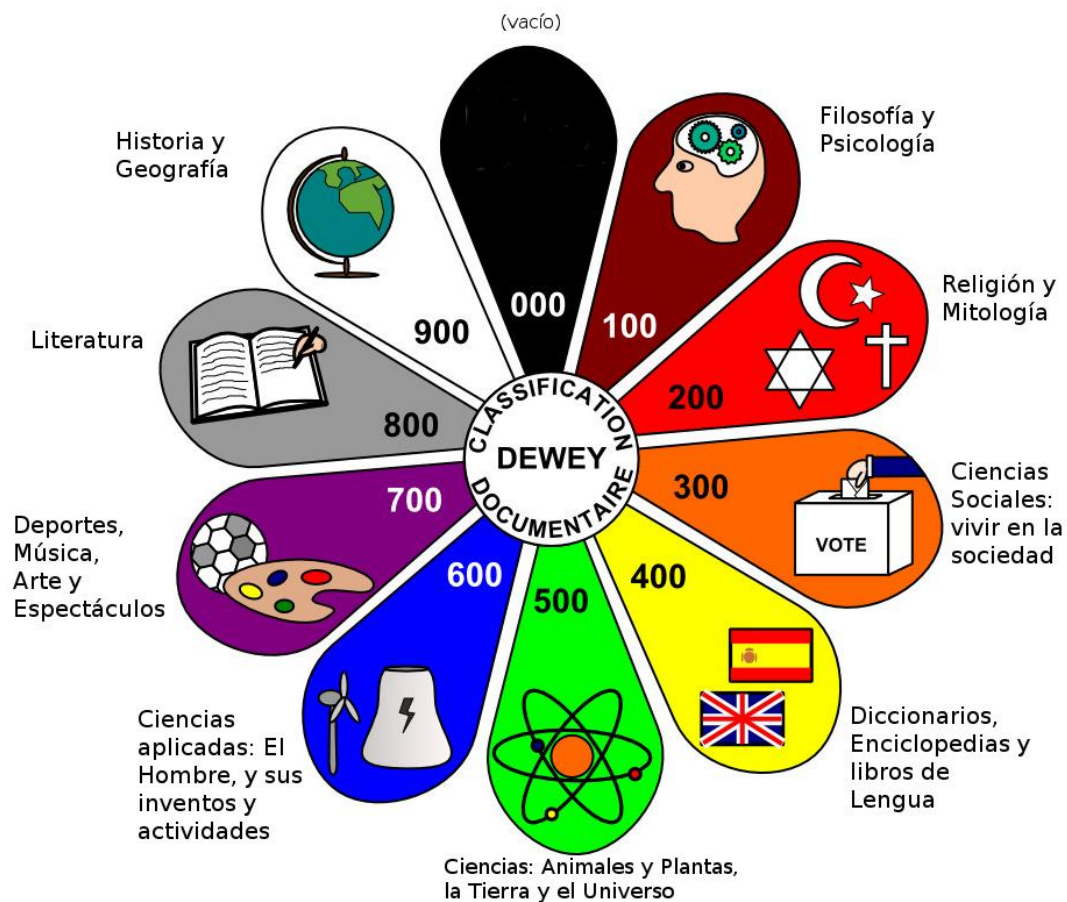 (vacío)
000
Filosofía y
Psicología
100
Religión y
Mitología
200
Ciencias
Sociales:
vivir en la
sociedad
300
VOTE
Diccionarios,
Enciclopedias y
libros de
Lengua
400
Ciencias: Animales y Plantas,
la Tierra y el Universo
500
Ciencias
aplicadas: El
Hombre, y sus
inventos y
actividades
600
Deportes,
Música,
Arte y
Espectáculos
700
Literatura
800
Historia y
Geografía
900
CLASSIFICATION
DEWEY
DOCUMENTAIRE